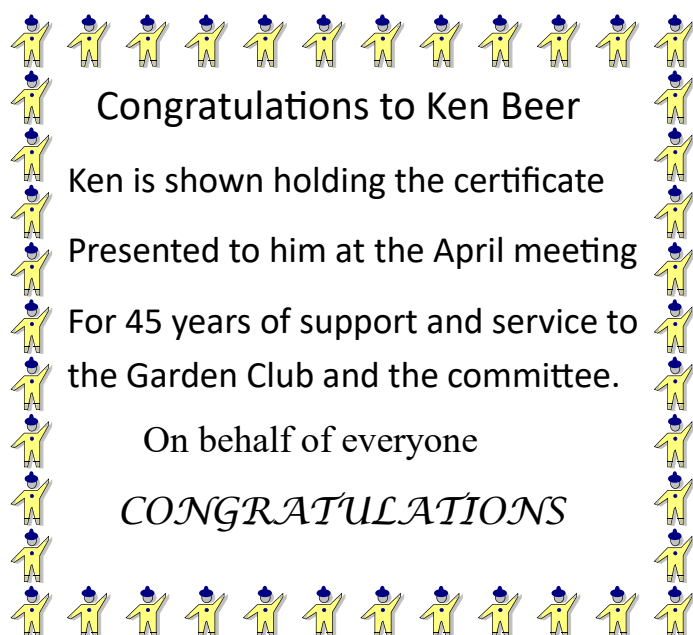 Congratulations to Ken Beer
Ken is shown holding the certificate
Presented to him at the April meeting
For 45 years of support and service to
the Garden Club and the committee.
On behalf of everyone
CONGRATULATIONS